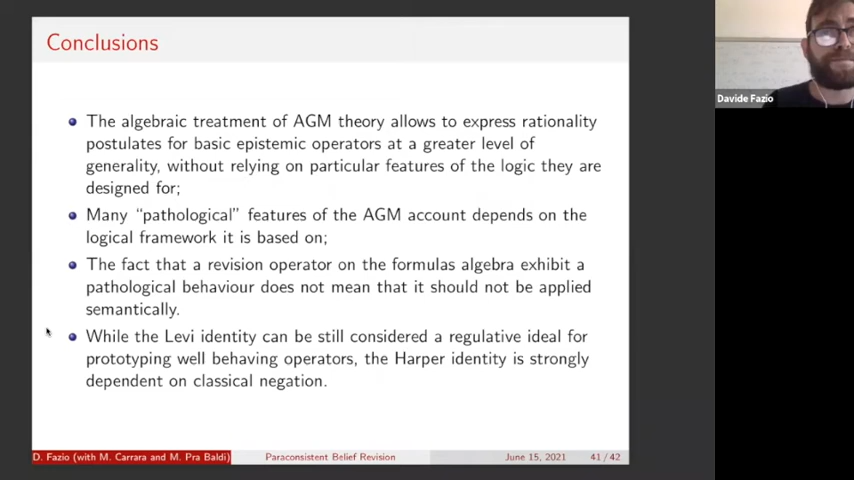 Conclusions
The algebraic treatment of AGM theory allows to express rationality
postulates for basic epistemic operators at a greater level of
generality, without relying on particular features of the logic they are
designed for;
Many “pathological” features of the AGM account depends on the
logical framework it is based on;
The fact that a revision operator on the formulas algebra exhibit a
pathological behaviour does not mean that it should not be applied
semantically.
While the Levi identity can be still considered a regulative ideal for
prototyping well behaving operators, the Harper identity is strongly
dependent on classical negation.
D. Fazio (with M. Carrara and M. Pra Baldi) Paraconsistent Belief Revision June 15, 2021 41 / 42
Davide Fazio